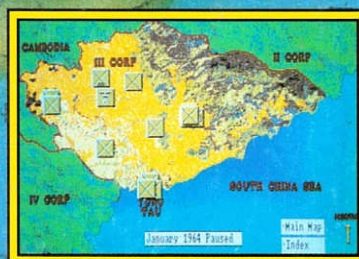 CAMBODIA
III CORP
II CORP
IV CORP
TAU
SOUTH CHINA SEA
January 1964 Paused
Main Map
Index